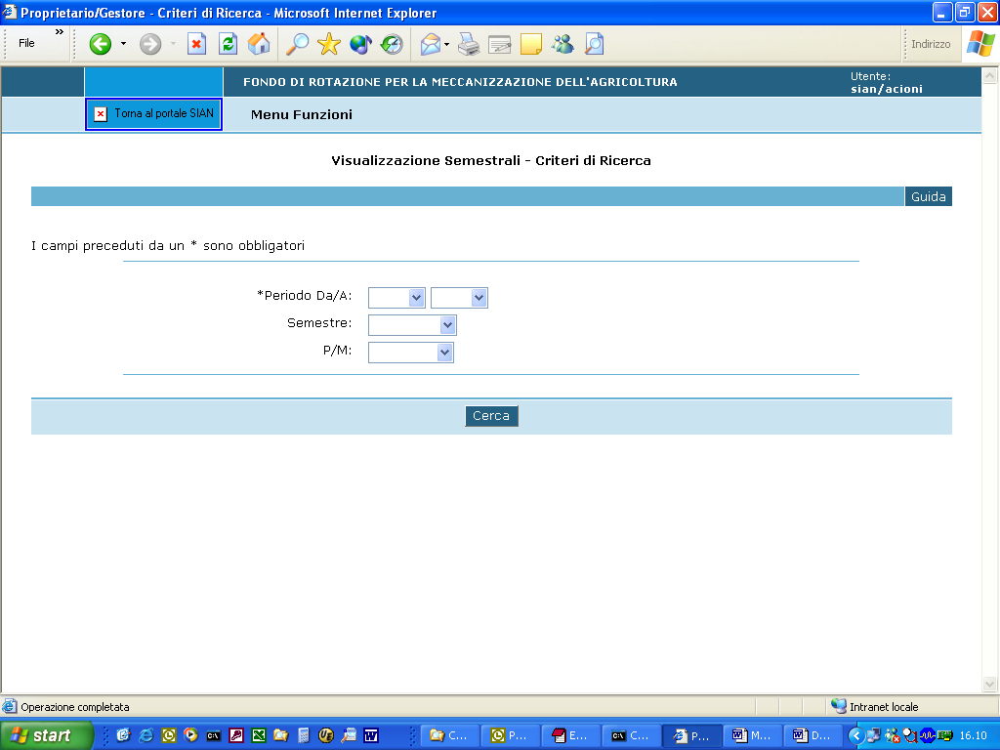 Proprietario/Gestore - Criteri di Ricerca - Microsoft Internet Explorer
File » Indirizzo
FONDO DI ROTAZIONE PER LA MECCANIZZAZIONE DELL'AGRICOLTURA
Utente:
sian/acioni
Torna al portale SIAN
Menu Funzioni
Visualizzazione Semestrali - Criteri di Ricerca
Guida
I campi preceduti da un * sono obbligatori
*Periodo Da/A:
Semestre:
P/M:
Cerca
Operazione completata
Intranet locale
start C... P... E... C... P... M... D... 16.10